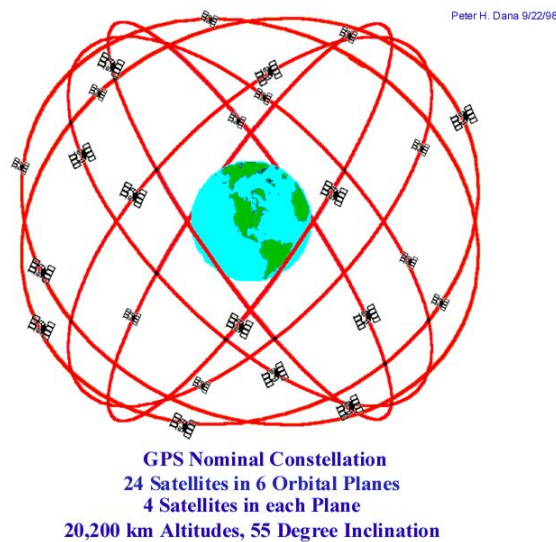 Peter H. Dana 9/22/98
GPS Nominal Constellation
24 Satellites in 6 Orbital Planes
4 Satellites in each Plane
20,200 km Altitudes, 55 Degree Inclination